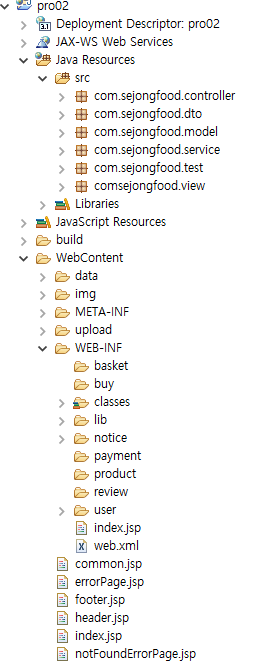 pro02
Deployment Descriptor: pro02
JAX-WS Web Services
Java Resources
src
com.sejongfood.controller
com.sejongfood.dto
com.sejongfood.model
com.sejongfood.service
com.sejongfood.test
comsejongfood.view
Libraries
JavaScript Resources
build
WebContent
data
img
META-INF
upload
WEB-INF
basket
buy
classes
lib
notice
payment
product
review
user
index.jsp
web.xml
common.jsp
errorPage.jsp
footer.jsp
header.jsp
index.jsp
notFoundErrorPage.jsp